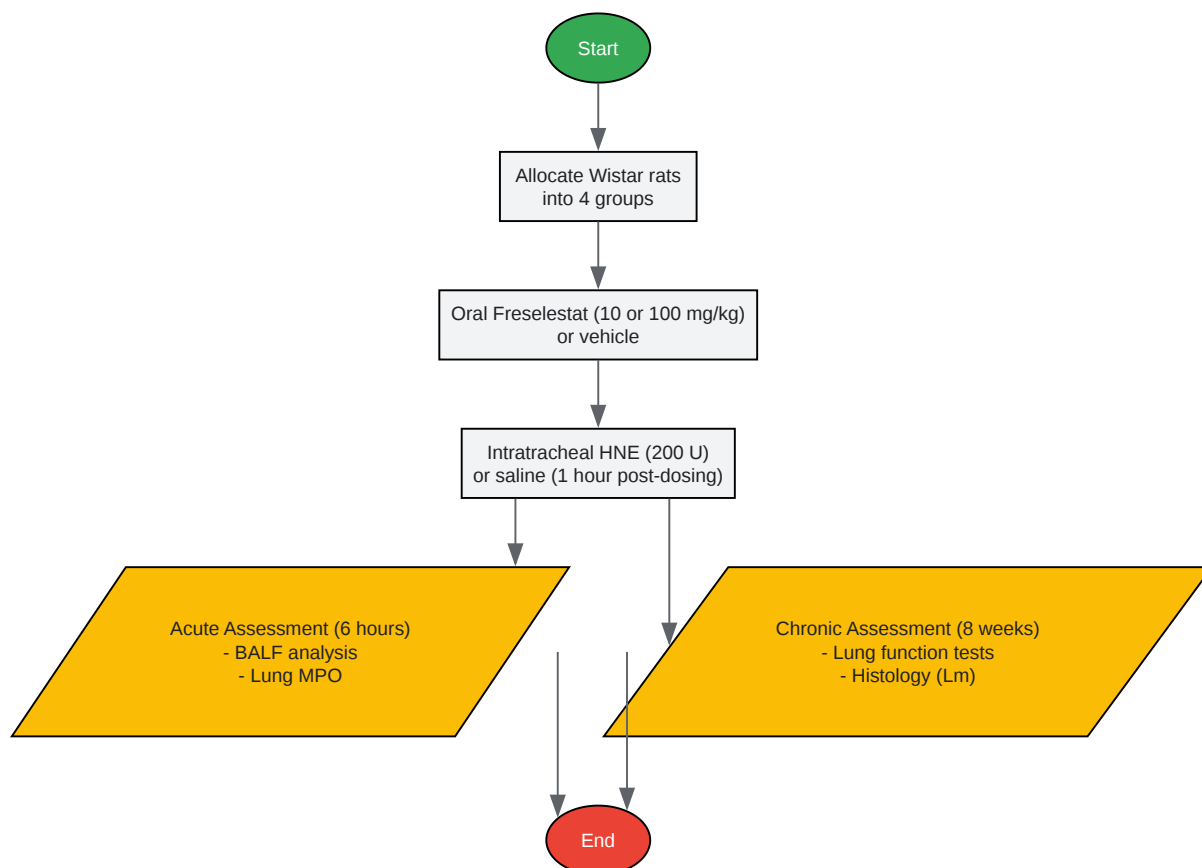 Start
Allocate Wistar rats
into 4 groups
Oral Freselestat (10 or 100 mg/kg)
or vehicle
Intratracheal HNE (200 U)
or saline (1 hour post-dosing)
Acute Assessment (6 hours)
- BALF analysis
- Lung MPO
Chronic Assessment (8 weeks)
- Lung function tests
- Histology (Lm)
End